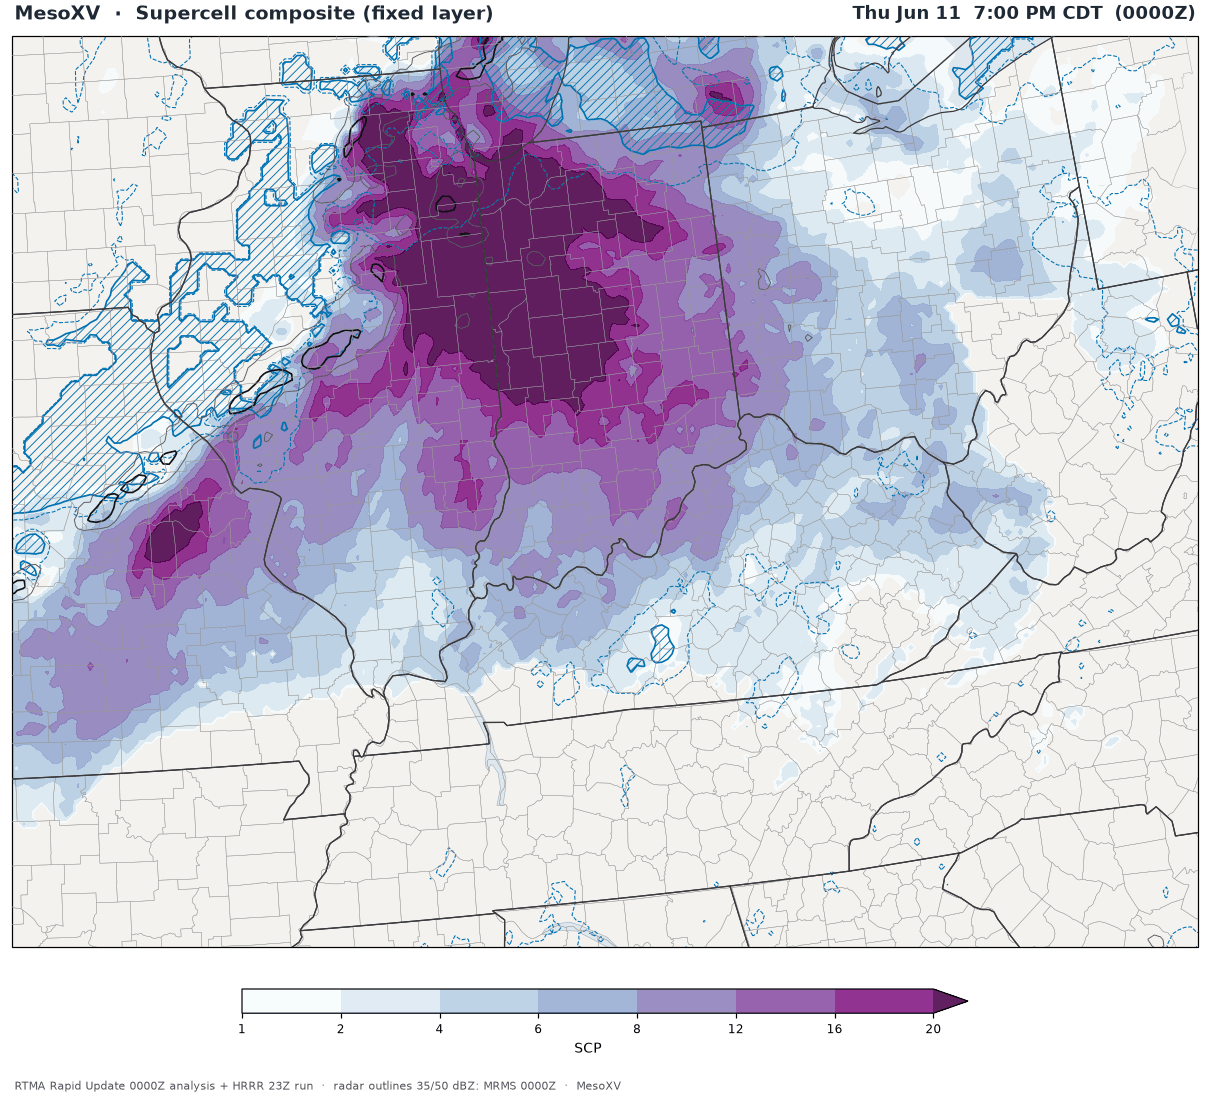 MesoXV · Supercell composite (fixed layer)
Thu Jun 11 7:00 PM CDT (0000Z)
1 2 4 6 8 12 16 20
SCP
RTMA Rapid Update 0000Z analysis + HRRR 23Z run · radar outlines 35/50 dBZ: MRMS 0000Z · MesoXV